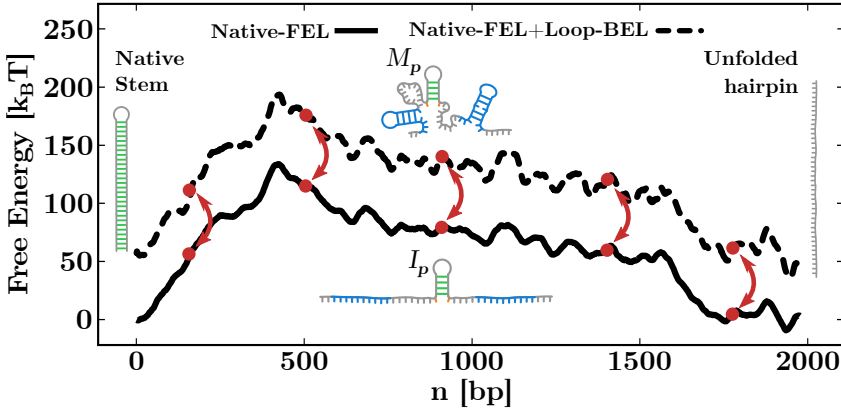 Native-FEL Native-FEL+Loop-BEL
Native
Stem
M_p
Unfolded
hairpin
I_p
Free Energy [k_BT]
250
200
150
100
50
0
0 500 1000 1500 2000
n [bp]